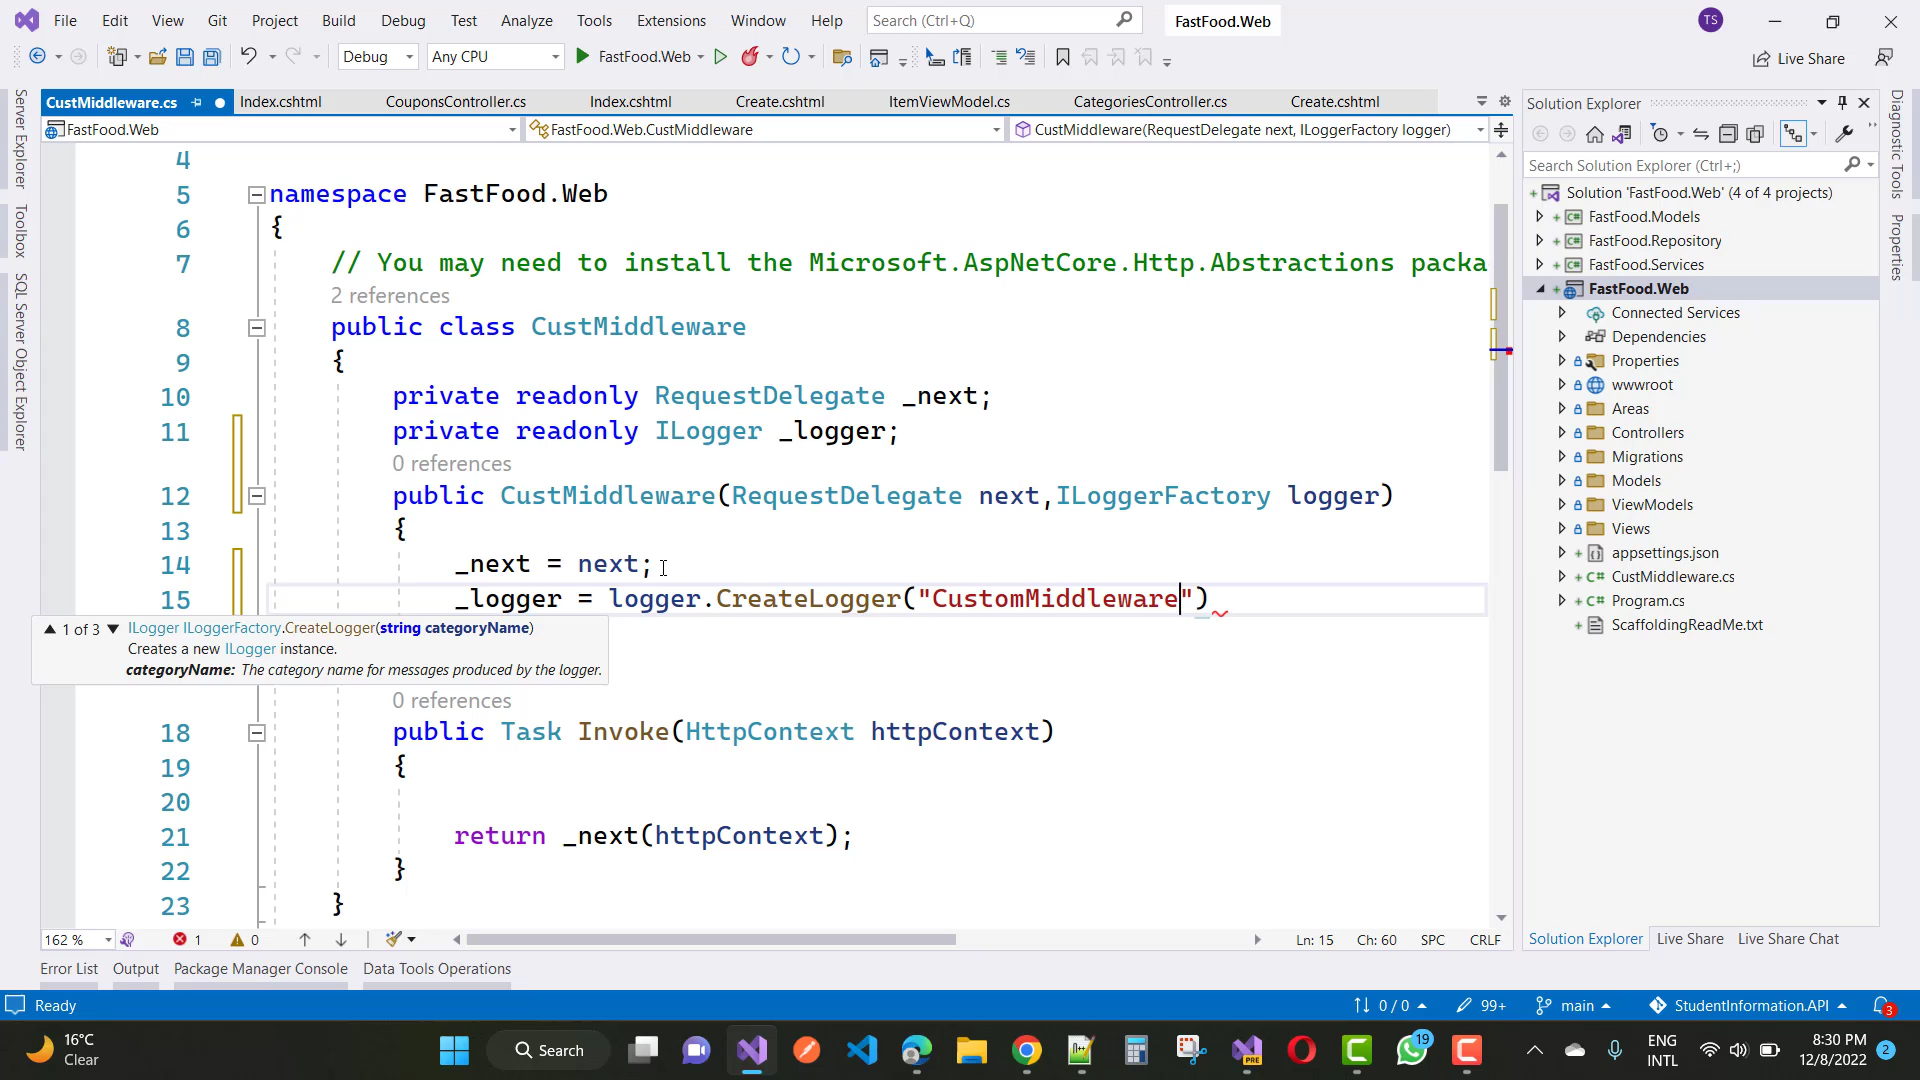 File Edit View Git Project Build Debug Test Analyze Tools Extensions Window Help Search (Ctrl+Q) FastFood.Web TS
Debug Any CPU FastFood.Web Live Share
CustMiddleware.cs Index.cshtml CouponsController.cs Index.cshtml Create.cshtml ItemViewModel.cs CategoriesController.cs Create.cshtml
FastFood.Web FastFood.Web.CustMiddleware CustMiddleware(RequestDelegate next, ILoggerFactory logger)
Server Explorer
Toolbox
SQL Server Object Explorer
4
5 namespace FastFood.Web
6 {
7 // You may need to install the Microsoft.AspNetCore.Http.Abstractions packa
2 references
8 public class CustMiddleware
9 {
10 private readonly RequestDelegate _next;
11 private readonly ILogger _logger;
0 references
12 public CustMiddleware(RequestDelegate next,ILoggerFactory logger)
13 {
14 _next = next;
15 _logger = logger.CreateLogger("CustomMiddleware")
1 of 3 ILogger ILoggerFactory.CreateLogger(string categoryName)
Creates a new ILogger instance.
categoryName: The category name for messages produced by the logger.
0 references
18 public Task Invoke(HttpContext httpContext)
19 {
20
21 return _next(httpContext);
22 }
23 }
162 % 1 0 Ln: 15 Ch: 60 SPC CRLF
Error List Output Package Manager Console Data Tools Operations
Solution Explorer
Search Solution Explorer (Ctrl+;)
Solution 'FastFood.Web' (4 of 4 projects)
FastFood.Models
FastFood.Repository
FastFood.Services
FastFood.Web
Connected Services
Dependencies
Properties
wwwroot
Areas
Controllers
Migrations
Models
ViewModels
Views
appsettings.json
CustMiddleware.cs
Program.cs
ScaffoldingReadMe.txt
Solution Explorer Live Share Live Share Chat
Diagnostic Tools
Properties
Ready 0 / 0 99+ main StudentInformation.API 3
16°C
Clear
Search
PRE
19
ENG
INTL
8:30 PM
12/8/2022
2